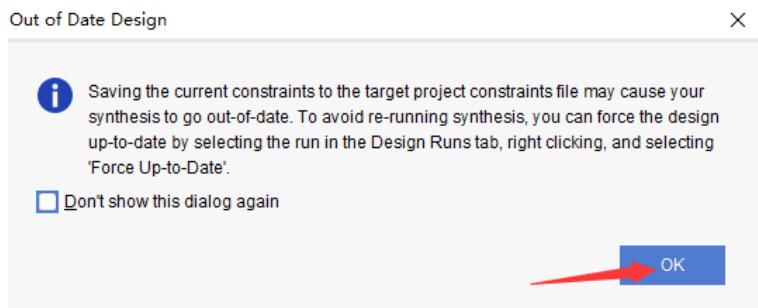 Out of Date Design
Saving the current constraints to the target project constraints file may cause your
synthesis to go out-of-date. To avoid re-running synthesis, you can force the design
up-to-date by selecting the run in the Design Runs tab, right clicking, and selecting
'Force Up-to-Date'.
Don't show this dialog again
OK